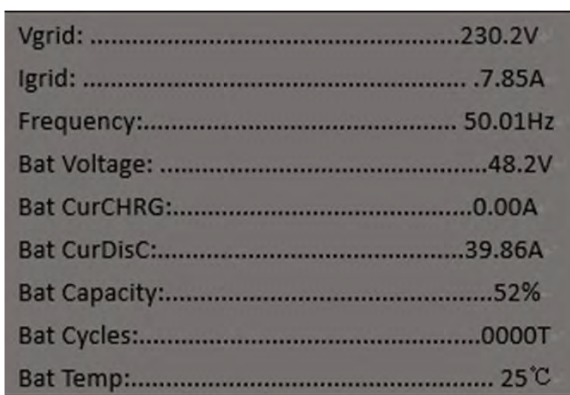 Vgrid: ................................................230.2V
Igrid: .................................................. .7.85A
Frequency:......................................... 50.01Hz
Bat Voltage: ...........................................48.2V
Bat CurCHRG:.......................................0.00A
Bat CurDisC:........................................39.86A
Bat Capacity:...........................................52%
Bat Cycles:.............................................0000T
Bat Temp:............................................... 25℃